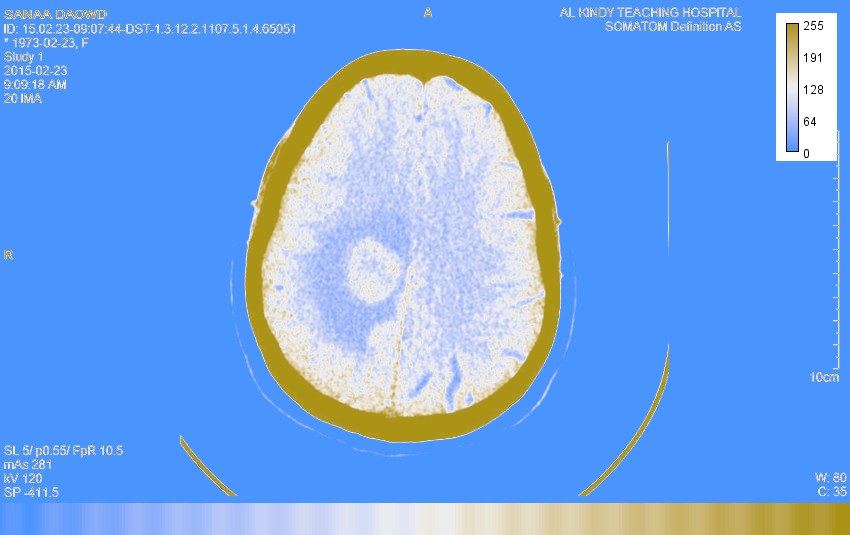 SANAA DAOWD
ID: 15.02.23-09:07:44-DST-1.3.12.2.1107.5.1.4.65051
* 1973-02-23, F
Study 1
2015-02-23
9:09:18 AM
20 IMA
A
AL KINDY TEACHING HOSPITAL
SOMATOM Definition AS
255
191
128
64
0
R
10cm
SL 5/ p0.55/ FpR 10.5
mAs 281
kV 120
SP -411.5
W: 80
C: 35